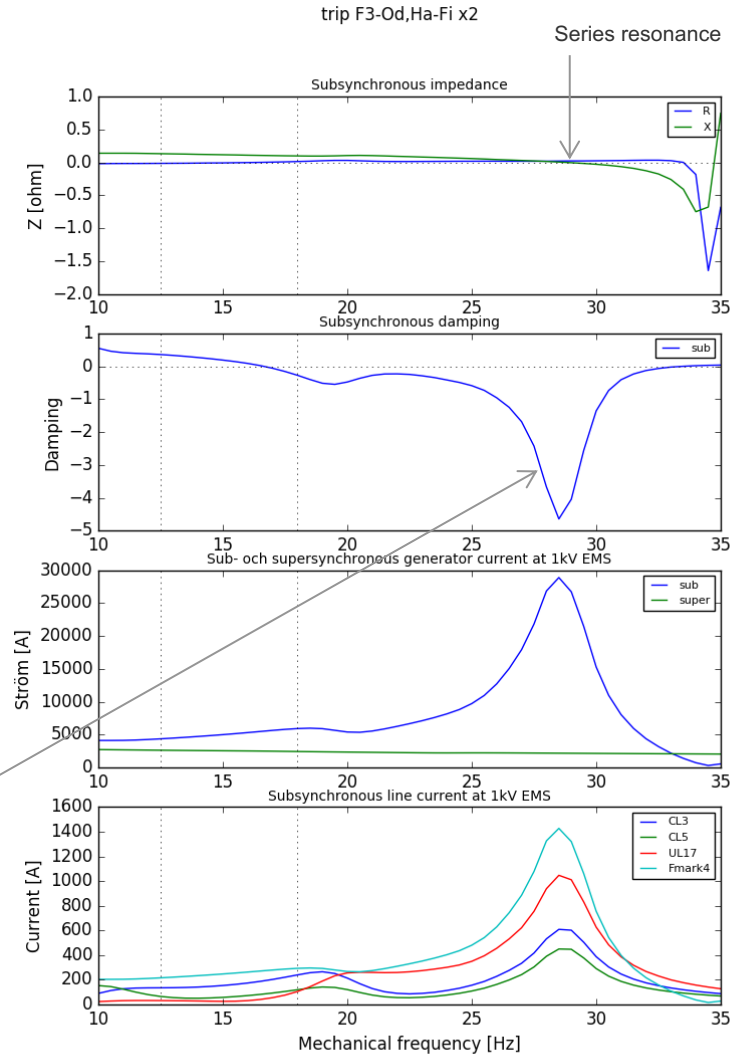 trip F3-Od,Ha-Fi x2
Series resonance
Subsynchronous impedance
1.0
0.5
0.0
−0.5
−1.0
−1.5
−2.0
Z [ohm]
R
X
10 15 20 25 30 35
Subsynchronous damping
1
0
−1
−2
−3
−4
−5
Damping
sub
10 15 20 25 30 35
Sub- och supersynchronous generator current at 1kV EMS
30000
25000
20000
15000
10000
5000
0
Ström [A]
sub
super
10 15 20 25 30 35
Subsynchronous line current at 1kV EMS
1600
1400
1200
1000
800
600
400
200
0
Current [A]
CL3
CL5
UL17
Fmark4
10 15 20 25 30 35
Mechanical frequency [Hz]